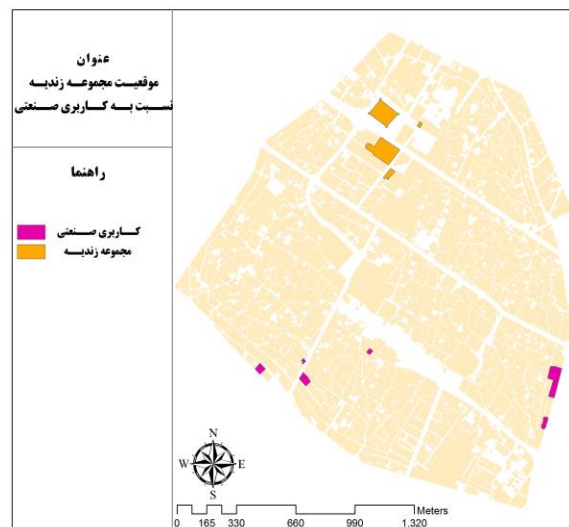 عنوان
موقعیت مجموعه زندیه
نسبت به کاربری صنعتی
راهنما
کاربری صنعتی
مجموعه زندیه
N
W E
S
Meters
0 165 330 660 990 1.320